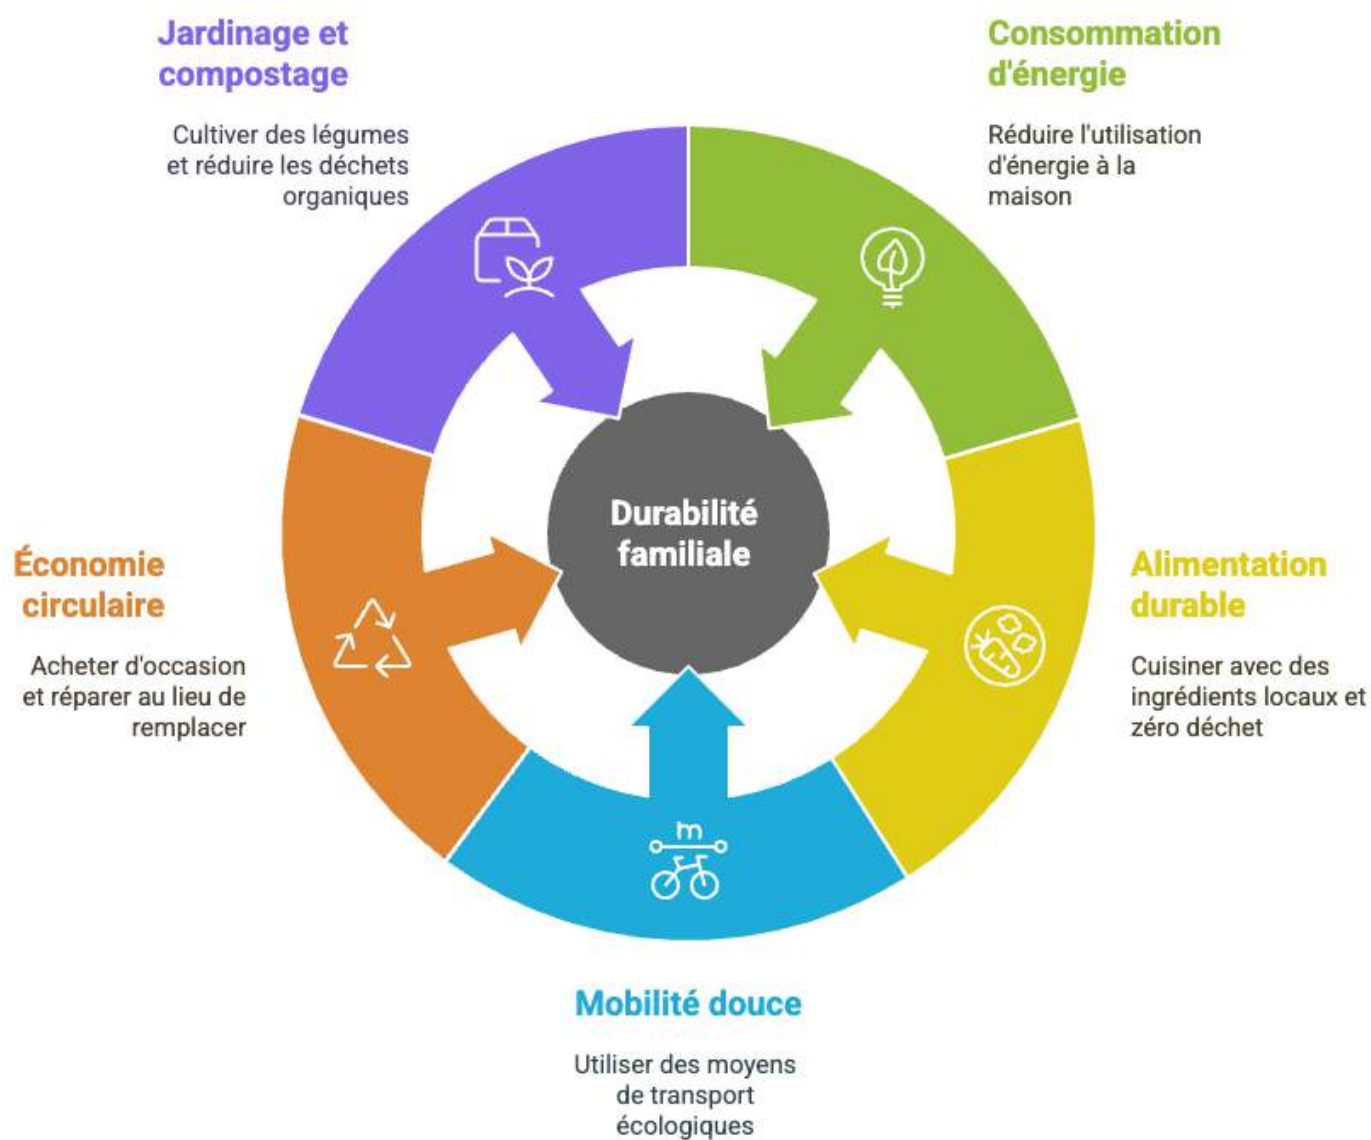 Jardinage et
compostage
Cultiver des légumes
et réduire les déchets
organiques
Consommation
d'énergie
Réduire l'utilisation
d'énergie à la
maison
Durabilité
familiale
Économie
circulaire
Acheter d'occasion
et réparer au lieu de
remplacer
Alimentation
durable
Cuisiner avec des
ingrédients locaux et
zéro déchet
m
Mobilité douce
Utiliser des moyens
de transport
écologiques